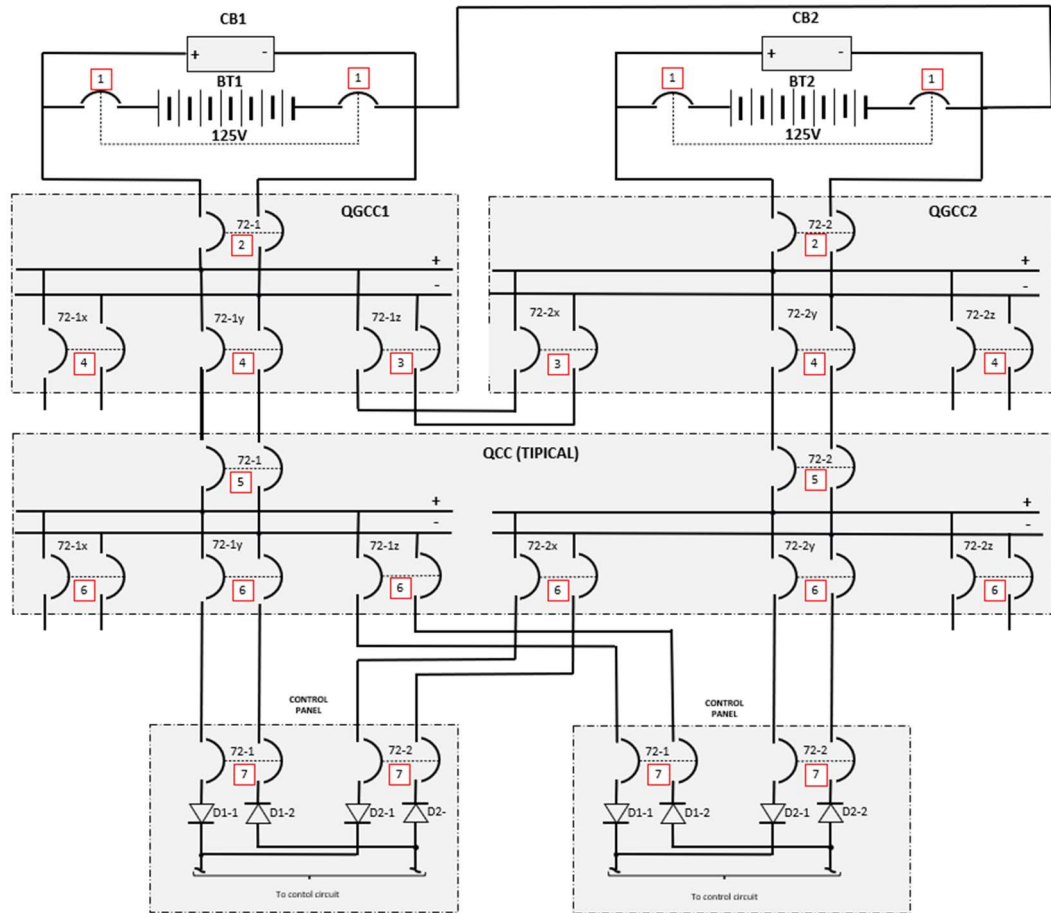 CB1
CB2
+ -
+ -
1
BT1
1
1
BT2
1
125V
125V
QGCC1
QGCC2
72-1
2
72-2
2
+
-
+
-
72-1x
4
72-1y
4
72-1z
3
72-2x
3
72-2y
4
72-2z
4
QCC (TIPICAL)
72-1
5
72-2
5
+
-
+
-
72-1x
6
72-1y
6
72-1z
6
72-2x
6
72-2y
6
72-2z
6
CONTROL
PANEL
CONTROL
PANEL
72-1
7
72-2
7
72-1
7
72-2
7
D1-1
D1-2
D2-1
D2-
D1-1
D1-2
D2-1
D2-2
To contol circuit
To contol circuit